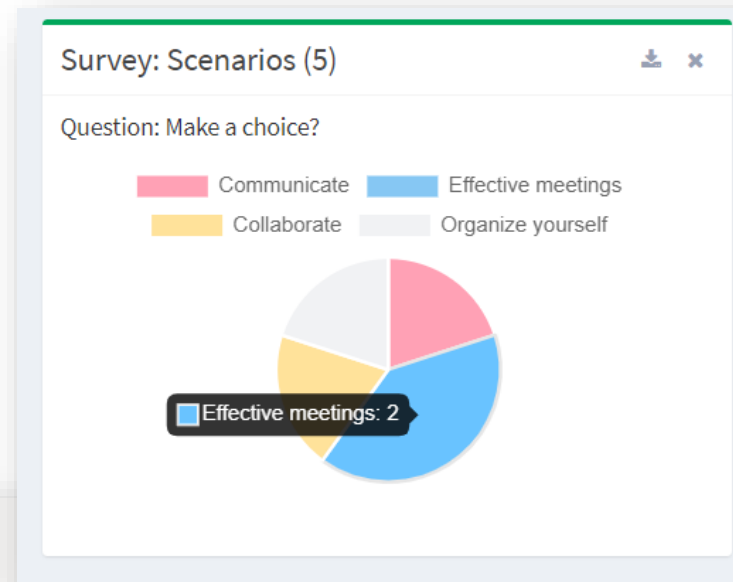 Survey: Scenarios (5)
Question: Make a choice?
Communicate Effective meetings
Collaborate Organize yourself
Effective meetings: 2